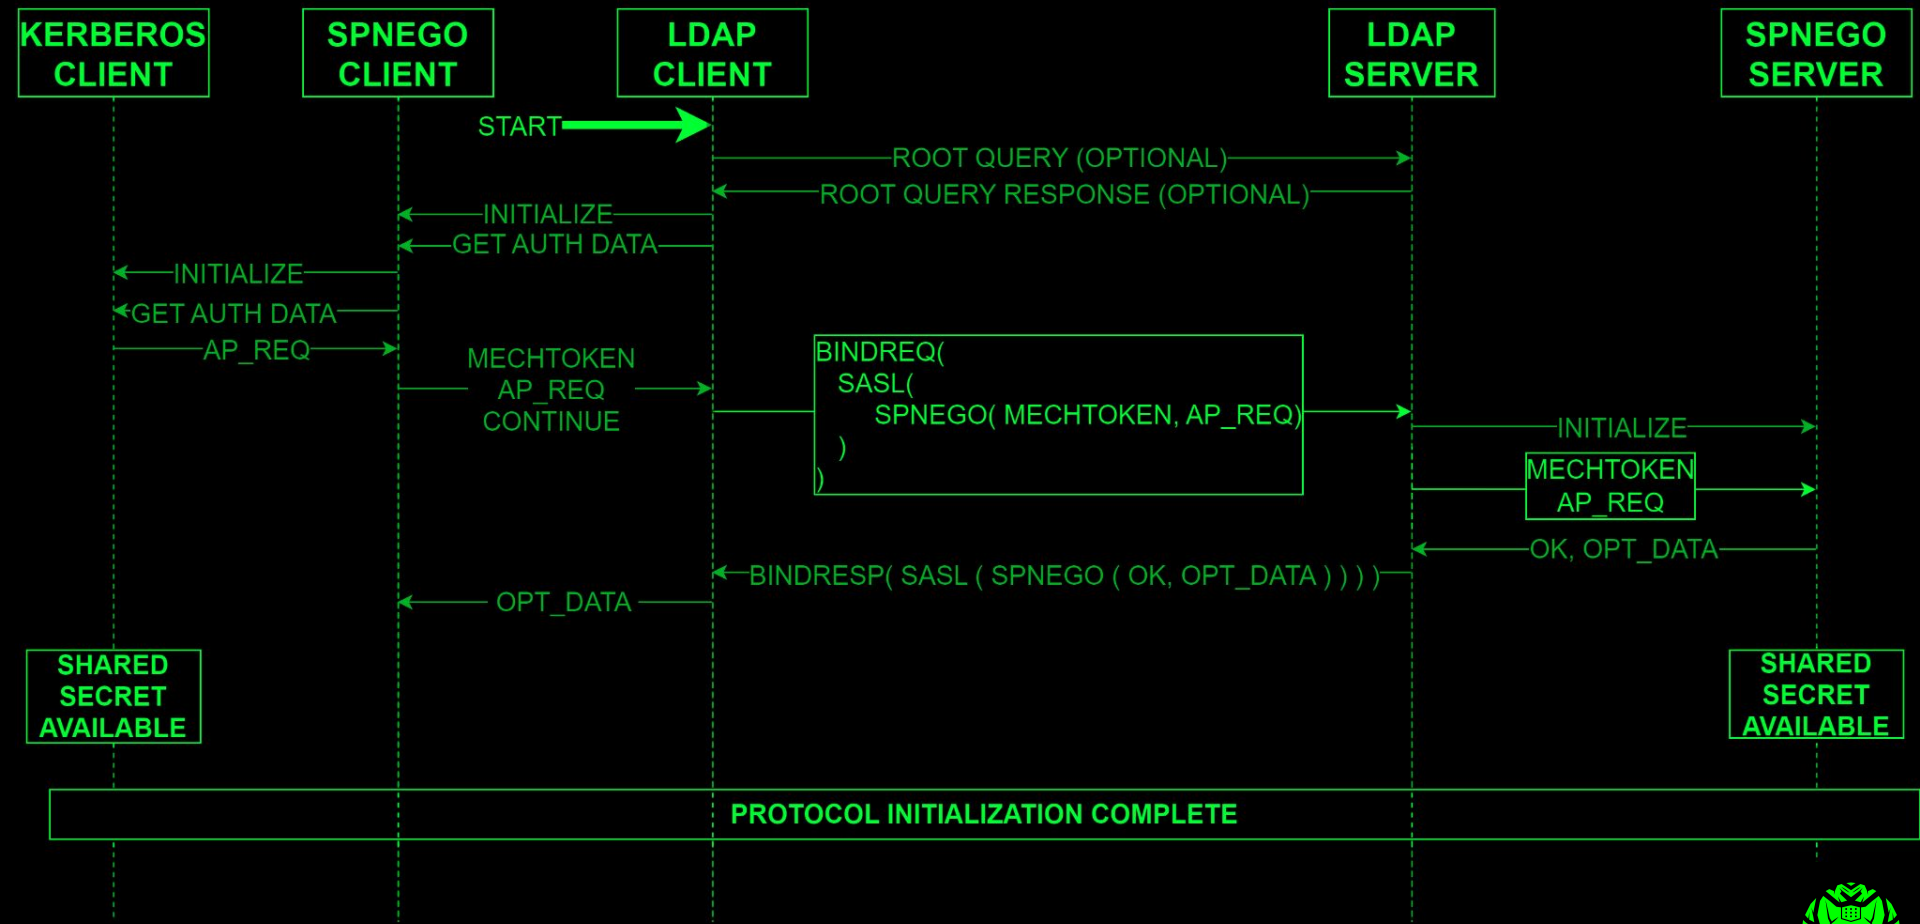 KERBEROS
CLIENT
SPNEGO
CLIENT
LDAP
CLIENT
LDAP
SERVER
SPNEGO
SERVER
START
ROOT QUERY (OPTIONAL)
ROOT QUERY RESPONSE (OPTIONAL)
INITIALIZE
GET AUTH DATA
INITIALIZE
GET AUTH DATA
AP_REQ
MECHTOKEN
AP_REQ
CONTINUE
BINDREQ(
SASL(
SPNEGO( MECHTOKEN, AP_REQ)
)
)
INITIALIZE
MECHTOKEN
AP_REQ
OK, OPT_DATA
BINDRESP( SASL ( SPNEGO ( OK, OPT_DATA ) ) ) )
OPT_DATA
SHARED
SECRET
AVAILABLE
SHARED
SECRET
AVAILABLE
PROTOCOL INITIALIZATION COMPLETE